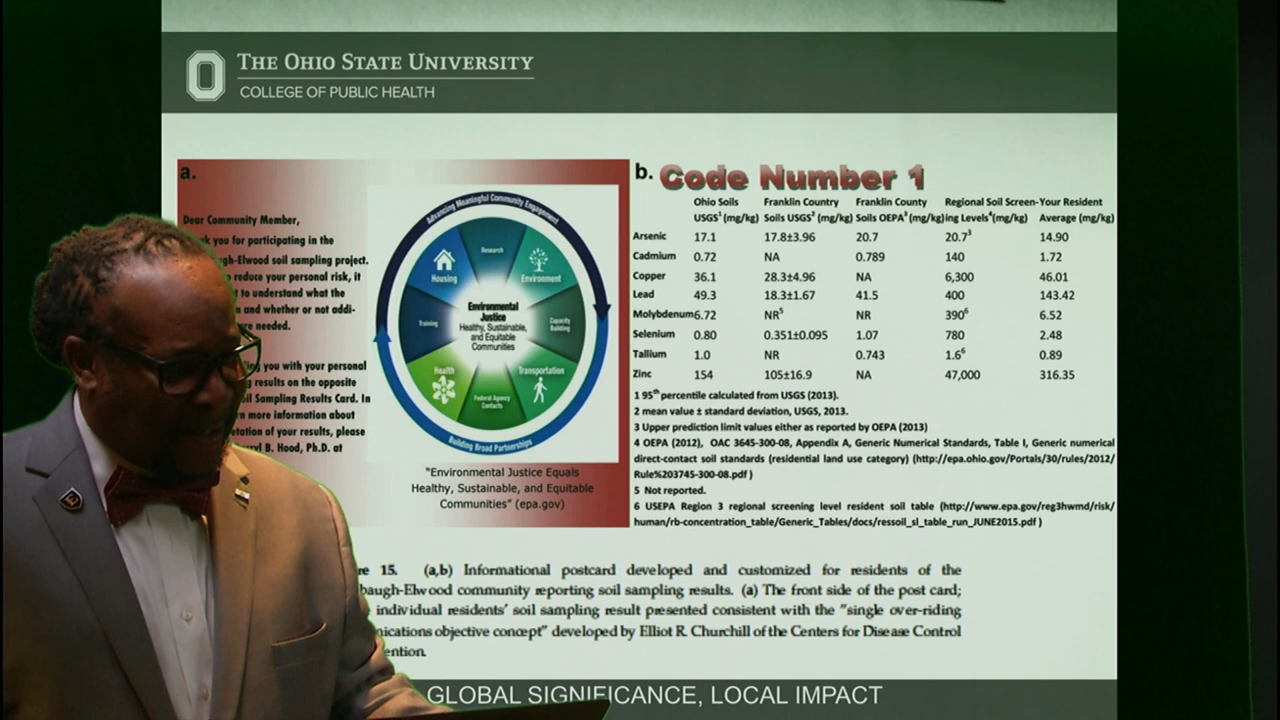 THE OHIO STATE UNIVERSITY
COLLEGE OF PUBLIC HEALTH
a.
Dear Community Member,
you for participating in the
Elwood soil sampling project.
reduce your personal risk, it
to understand what the
and whether or not addi-
needed.
you with your personal
results on the opposite
Sampling Results Card. In
more information about
of your results, please
B. Hood, Ph.D. at
Advancing Meaningful Community Engagement
Research
Housing
Environment
Training
Environmental
Justice
Healthy, Sustainable,
and Equitable
Communities
Capacity
Building
Health
Transportation
Federal Agency
Contacts
Building Broad Partnerships
"Environmental Justice Equals
Healthy, Sustainable, and Equitable
Communities" (epa.gov)
b. Code Number 1
Ohio Soils Franklin County Franklin County Regional Soil Screen-Your Resident
USGS¹ (mg/kg) Soils USGS² (mg/kg) Soils OEPA³ (mg/kg)ing Levels⁴(mg/kg) Average (mg/kg)
Arsenic 17.1 17.8±3.96 20.7 20.7³ 14.90
Cadmium 0.72 NA 0.789 140 1.72
Copper 36.1 28.3±4.96 NA 6,300 46.01
Lead 49.3 18.3±1.67 41.5 400 143.42
Molybdenum6.72 NR⁵ NR 390⁶ 6.52
Selenium 0.80 0.351±0.095 1.07 780 2.48
Tallium 1.0 NR 0.743 1.6⁶ 0.89
Zinc 154 105±16.9 NA 47,000 316.35
1 95th percentile calculated from USGS (2013).
2 mean value ± standard deviation, USGS, 2013.
3 Upper prediction limit values either as reported by OEPA (2013)
4 OEPA (2012), OAC 3645-300-08, Appendix A, Generic Numerical Standards, Table I, Generic numerical
direct-contact soil standards (residential land use category) (http://epa.ohio.gov/Portals/30/rules/2012/
Rule%203745-300-08.pdf )
5 Not reported.
6 USEPA Region 3 regional screening level resident soil table (http://www.epa.gov/reg3hwmd/risk/
human/rb-concentration_table/Generic_Tables/docs/ressoil_sl_table_run_JUNE2015.pdf )
15. (a,b) Informational postcard developed and customized for residents of the
Elwood community reporting soil sampling results. (a) The front side of the post card;
individual residents' soil sampling result presented consistent with the "single over-riding
objective concept" developed by Elliot R. Churchill of the Centers for Disease Control
GLOBAL SIGNIFICANCE, LOCAL IMPACT